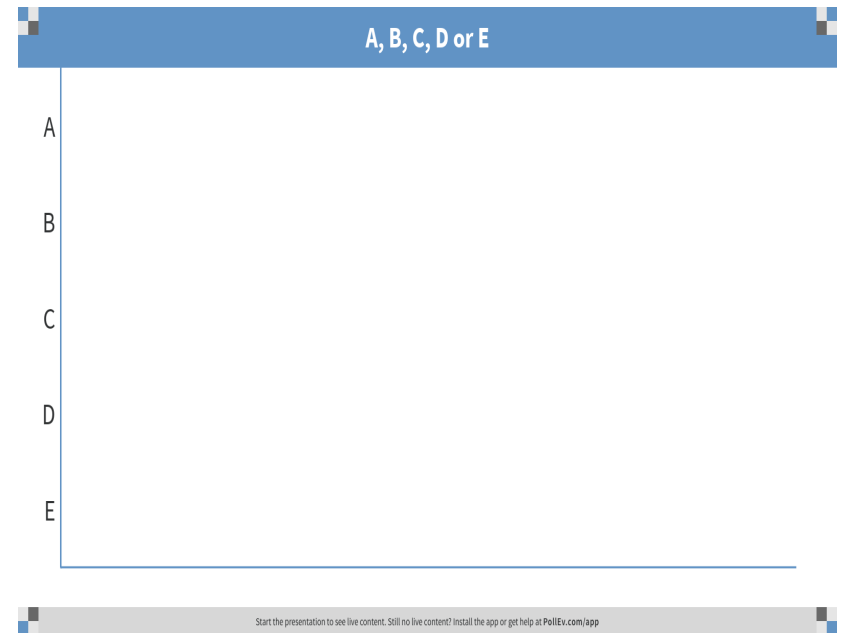 A, B, C, D or E
A
B
C
D
E
Start the presentation to see live content. Still no live content? Install the app or get help at PollEv.com/app